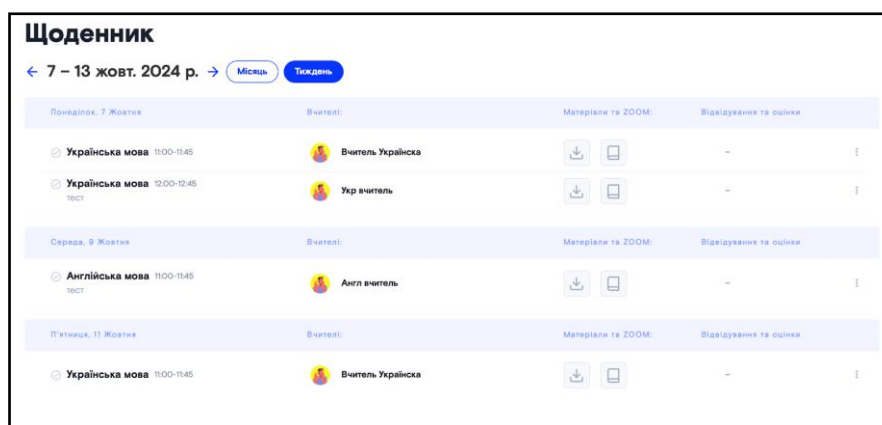 Щоденник
← 7 – 13 жовт. 2024 р. → Місяць Тиждень
Понеділок, 7 Жовтня Вчителі: Матеріали та ZOOM: Відвідування та оцінки
Українська мова 11:00-11:45 Вчитель Українска –
Українська мова 12:00-12:45 Укр вчитель –
тест
Середа, 9 Жовтня Вчителі: Матеріали та ZOOM: Відвідування та оцінки
Англійська мова 11:00-11:45 Англ вчитель –
тест
П'ятниця, 11 Жовтня Вчителі: Матеріали та ZOOM: Відвідування та оцінки
Українська мова 11:00-11:45 Вчитель Українска –